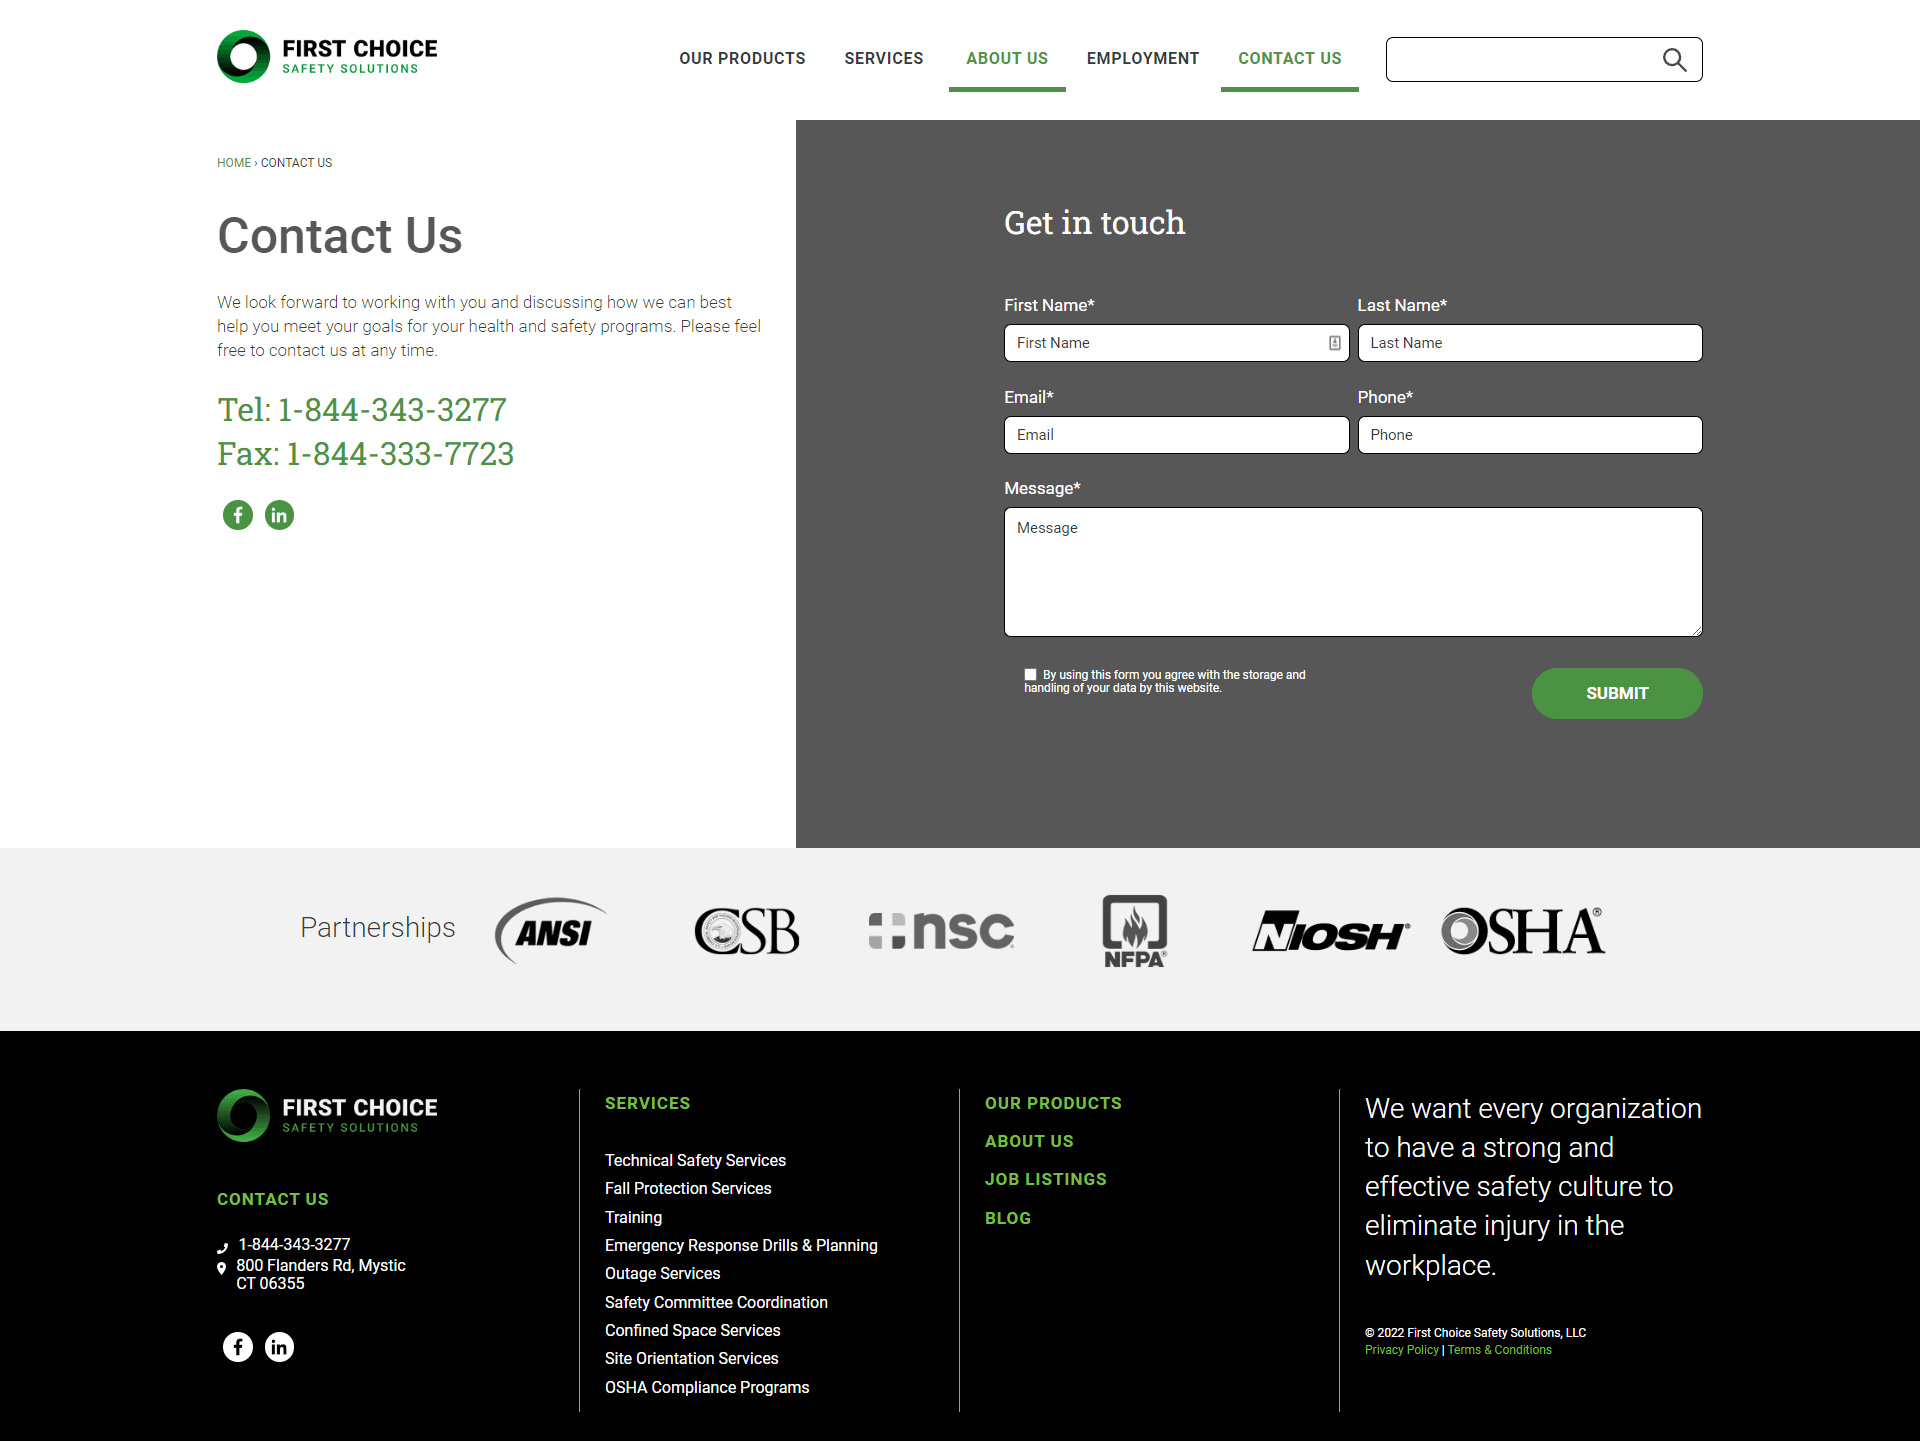 FIRST CHOICE
SAFETY SOLUTIONS
OUR PRODUCTS SERVICES ABOUT US EMPLOYMENT CONTACT US
HOME › CONTACT US
Contact Us
We look forward to working with you and discussing how we can best
help you meet your goals for your health and safety programs. Please feel
free to contact us at any time.
Tel: 1-844-343-3277
Fax: 1-844-333-7723
Get in touch
First Name* Last Name*
First Name Last Name
Email* Phone*
Email Phone
Message*
Message
By using this form you agree with the storage and
handling of your data by this website.
SUBMIT
Partnerships
ANSI
CSB
nsc
NFPA®
NIOSH®
OSHA®
FIRST CHOICE
SAFETY SOLUTIONS
CONTACT US
1-844-343-3277
800 Flanders Rd, Mystic
CT 06355
SERVICES
Technical Safety Services
Fall Protection Services
Training
Emergency Response Drills & Planning
Outage Services
Safety Committee Coordination
Confined Space Services
Site Orientation Services
OSHA Compliance Programs
OUR PRODUCTS
ABOUT US
JOB LISTINGS
BLOG
We want every organization
to have a strong and
effective safety culture to
eliminate injury in the
workplace.
© 2022 First Choice Safety Solutions, LLC
Privacy Policy | Terms & Conditions